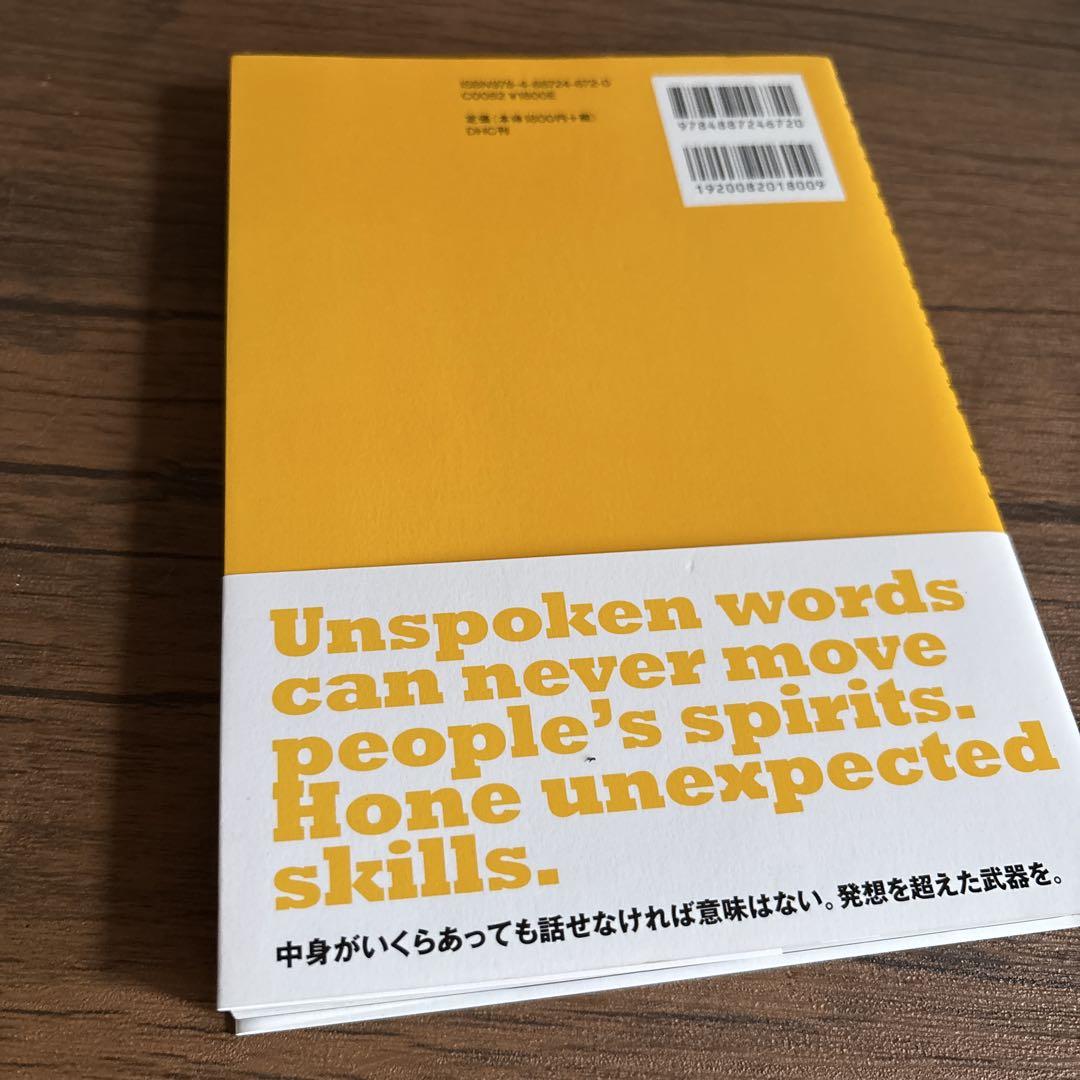 ISBN978-4-88724-672-0
C0082 ¥1800E
定価(本体1800円+税)
DHC刊
9784887246720
1920082018009
Unspoken words
can never move
people's spirits.
Hone unexpected
skills.
中身がいくらあっても話せなければ意味はない。発想を超えた武器を。